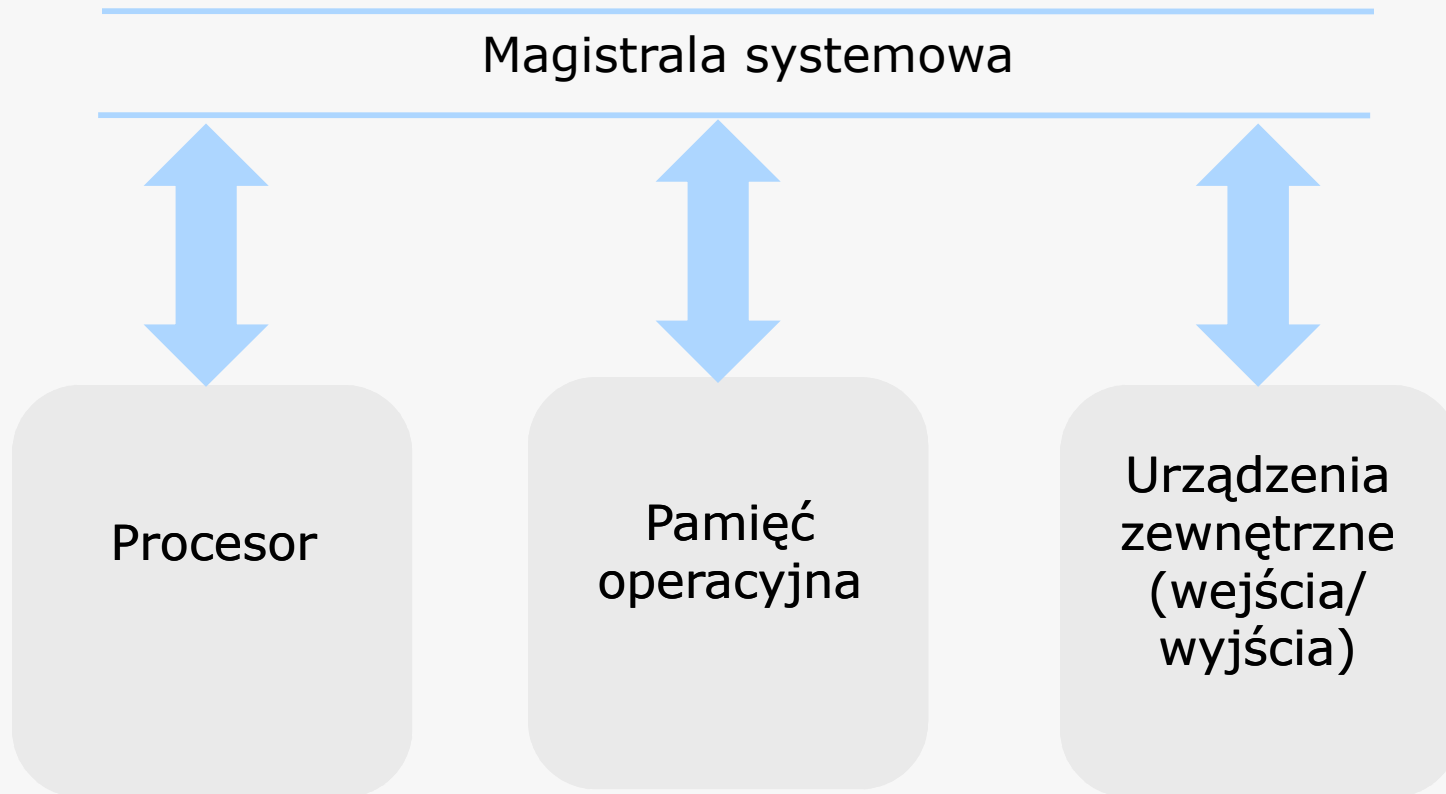 Magistrala systemowa
Procesor
Pamięć
operacyjna
Urządzenia
zewnętrzne
(wejścia/
wyjścia)